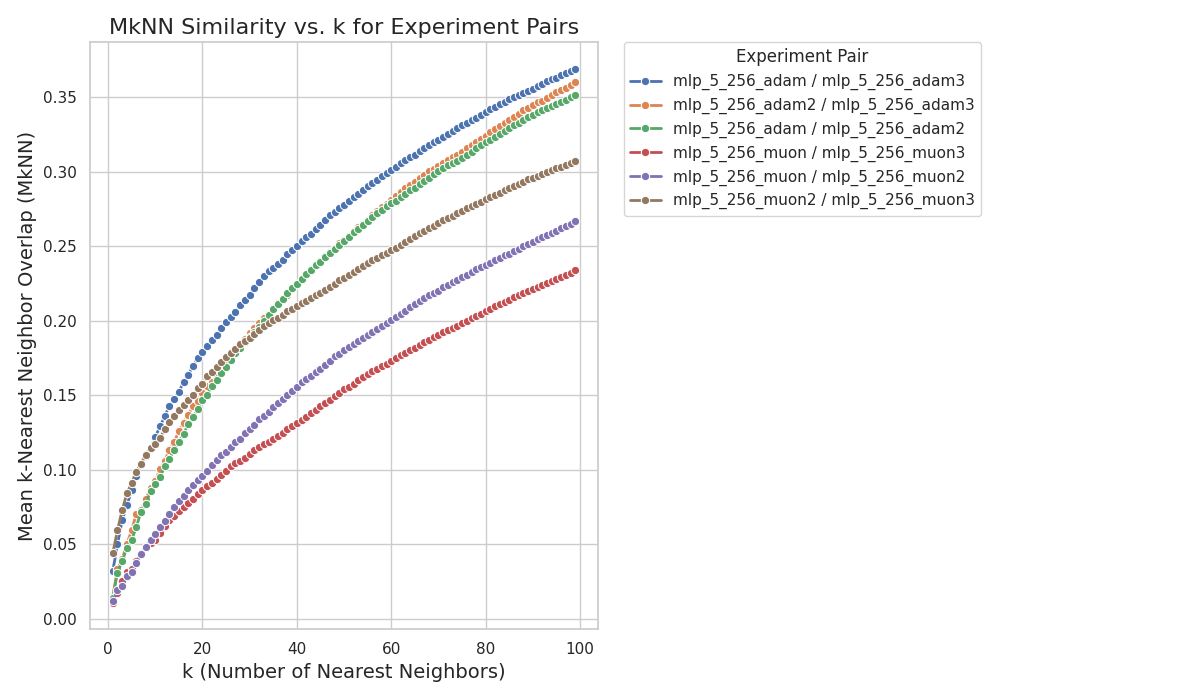 MkNN Similarity vs. k for Experiment Pairs
Mean k-Nearest Neighbor Overlap (MkNN)
0.35
0.30
0.25
0.20
0.15
0.10
0.05
0.00
0 20 40 60 80 100
k (Number of Nearest Neighbors)
Experiment Pair
mlp_5_256_adam / mlp_5_256_adam3
mlp_5_256_adam2 / mlp_5_256_adam3
mlp_5_256_adam / mlp_5_256_adam2
mlp_5_256_muon / mlp_5_256_muon3
mlp_5_256_muon / mlp_5_256_muon2
mlp_5_256_muon2 / mlp_5_256_muon3